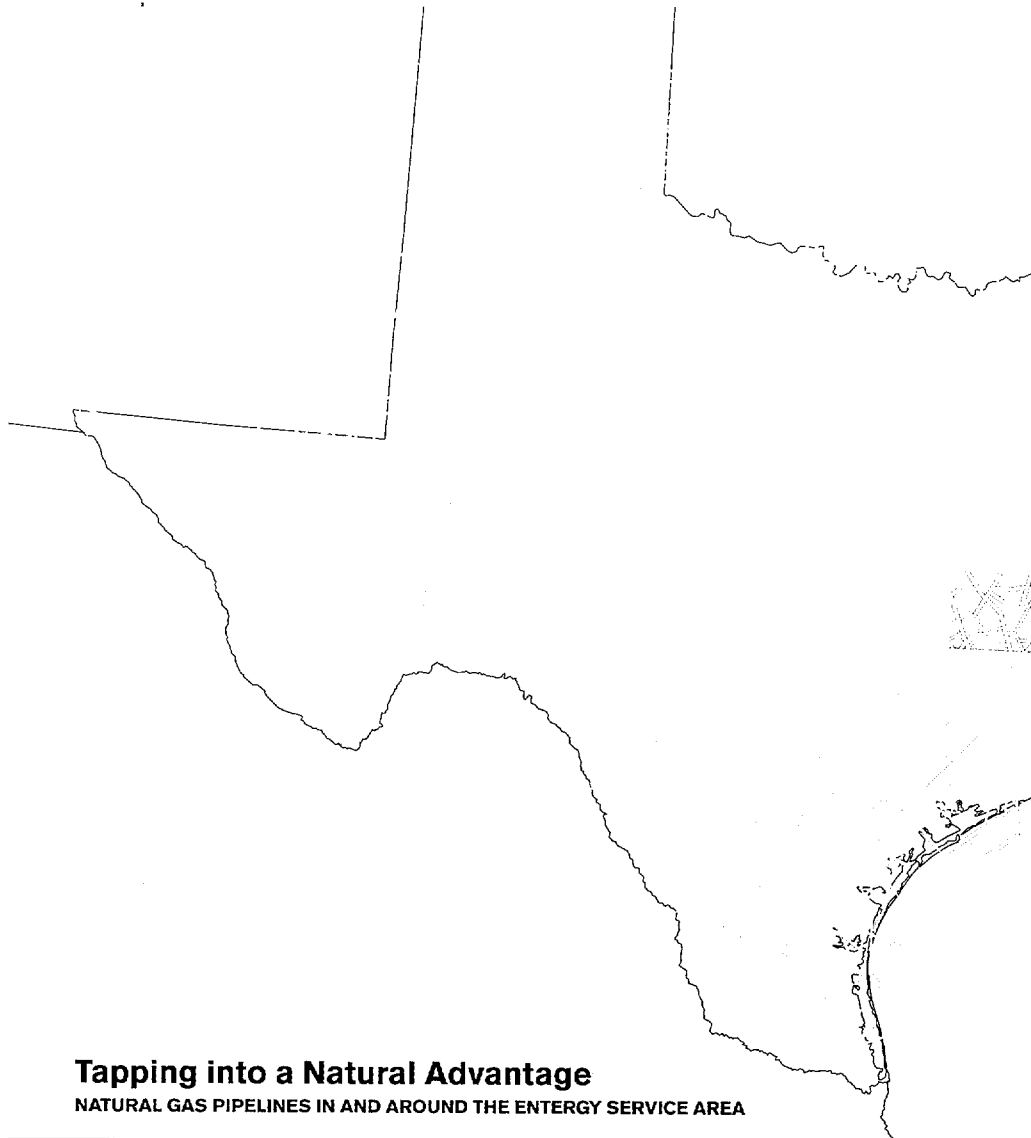 Tapping into a Natural Advantage
NATURAL GAS PIPELINES IN AND AROUND THE ENTERGY SERVICE AREA